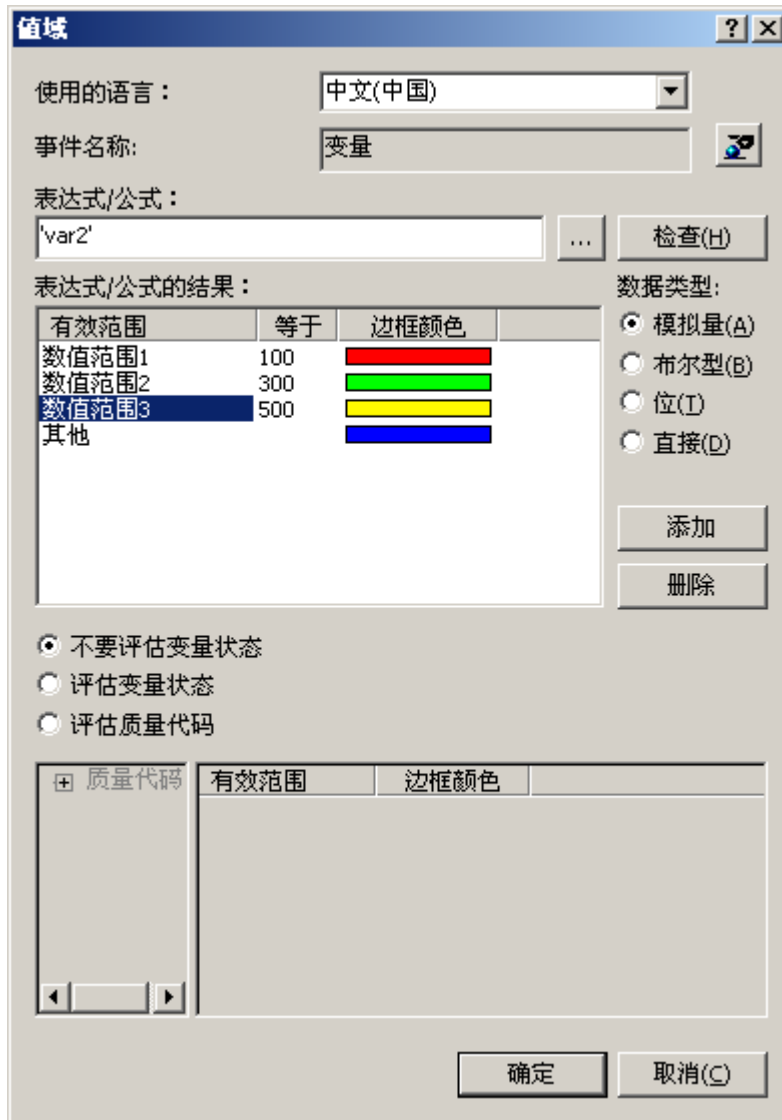 值域
使用的语言：
中文(中国)
事件名称:
变量
表达式/公式：
'var2'
...
检查(H)
表达式/公式的结果：
数据类型:
有效范围 等于 边框颜色
数值范围1 100
数值范围2 300
数值范围3 500
其他
模拟量(A)
布尔型(B)
位(T)
直接(D)
添加
删除
不要评估变量状态
评估变量状态
评估质量代码
质量代码
有效范围 边框颜色
确定
取消(C)